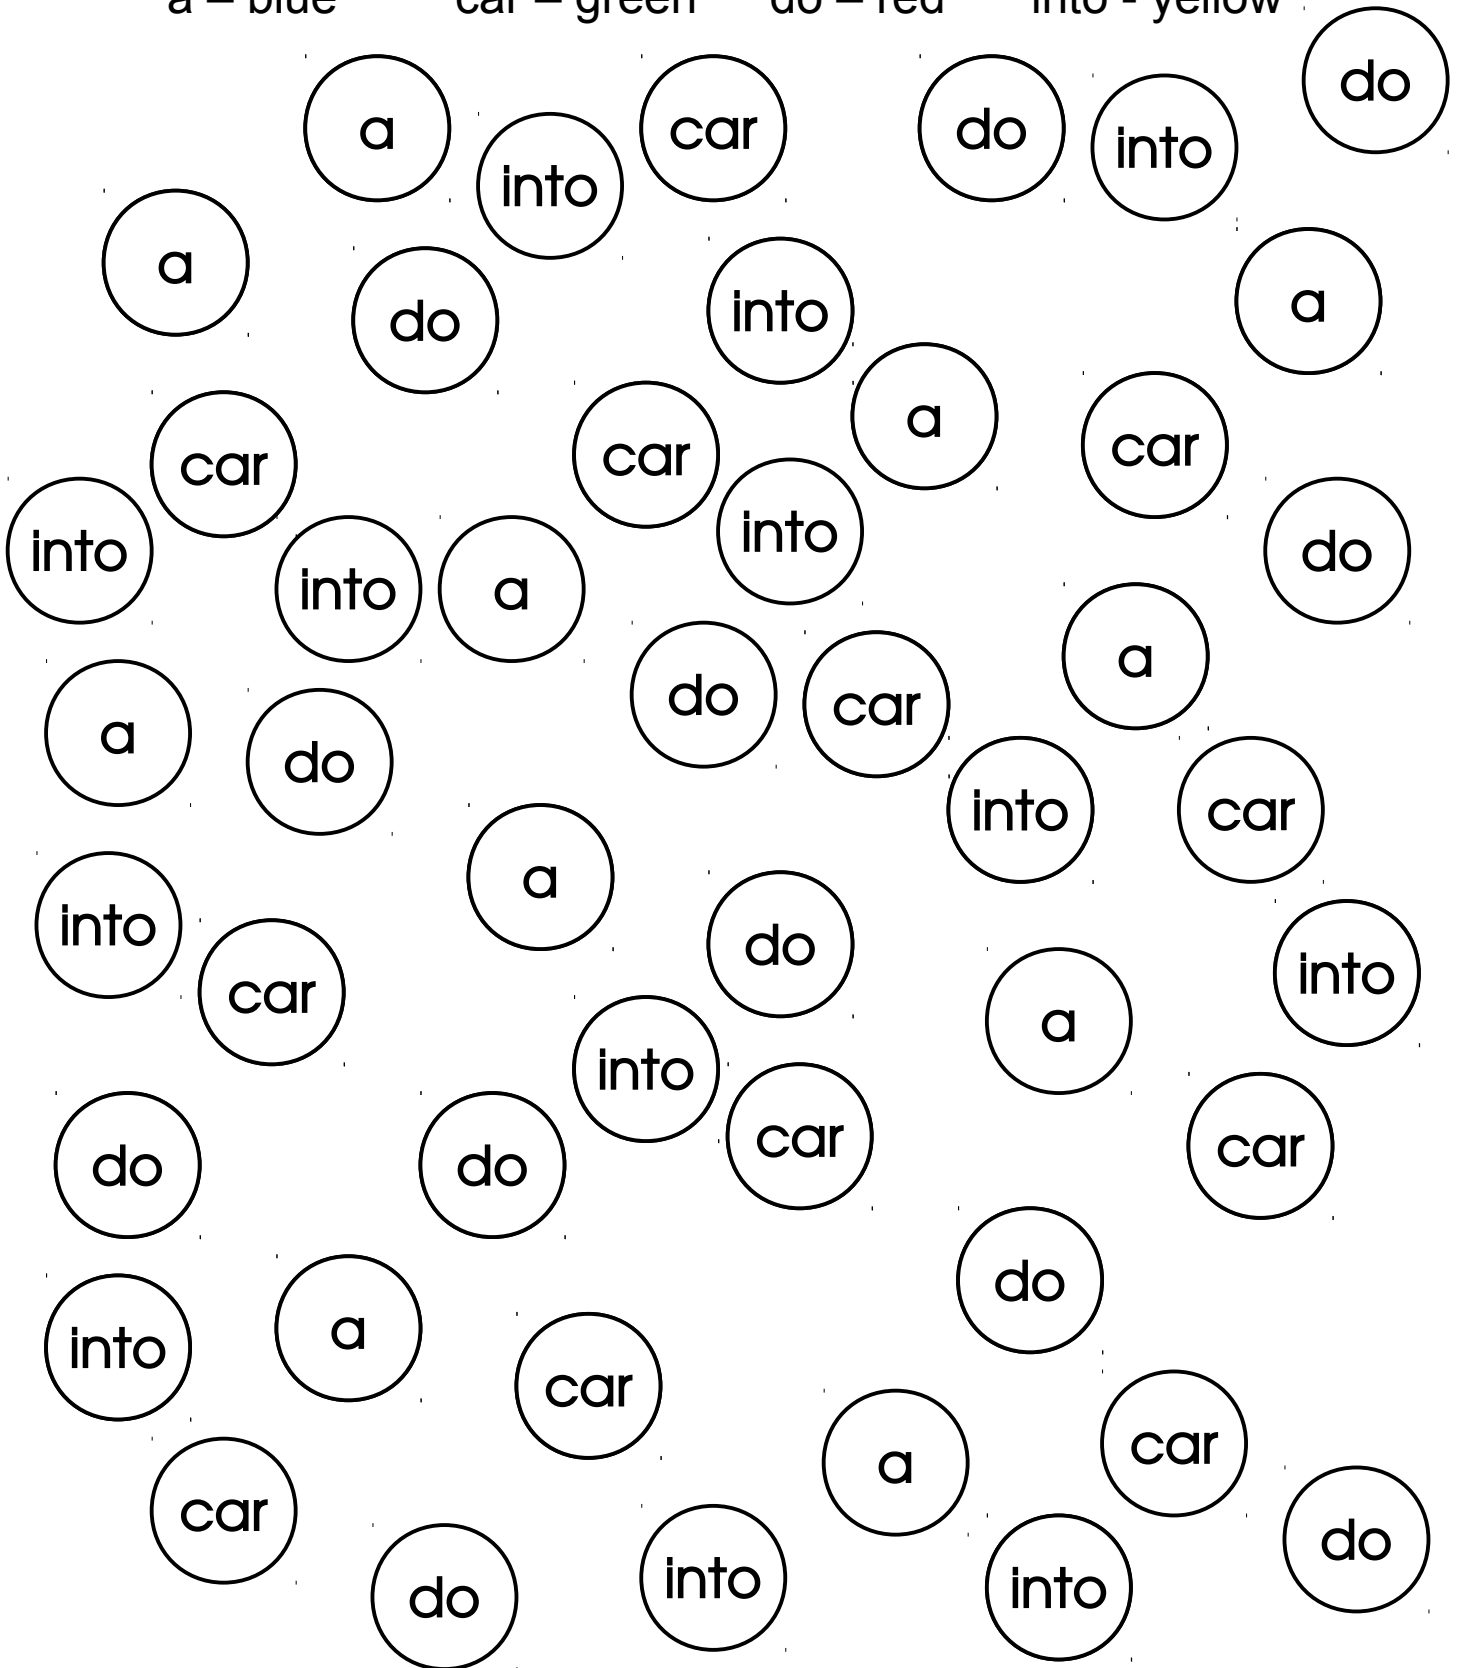 a – blue car – green do – red into - yellow
do
a car do
into
into
a
a
do into
a
car
car car
into
into do
into a
a
do car
a
do
into car
a
into
do
into
car
a
into
car
car
do do
do
a
into
car
car
a
car
do
into
into
do